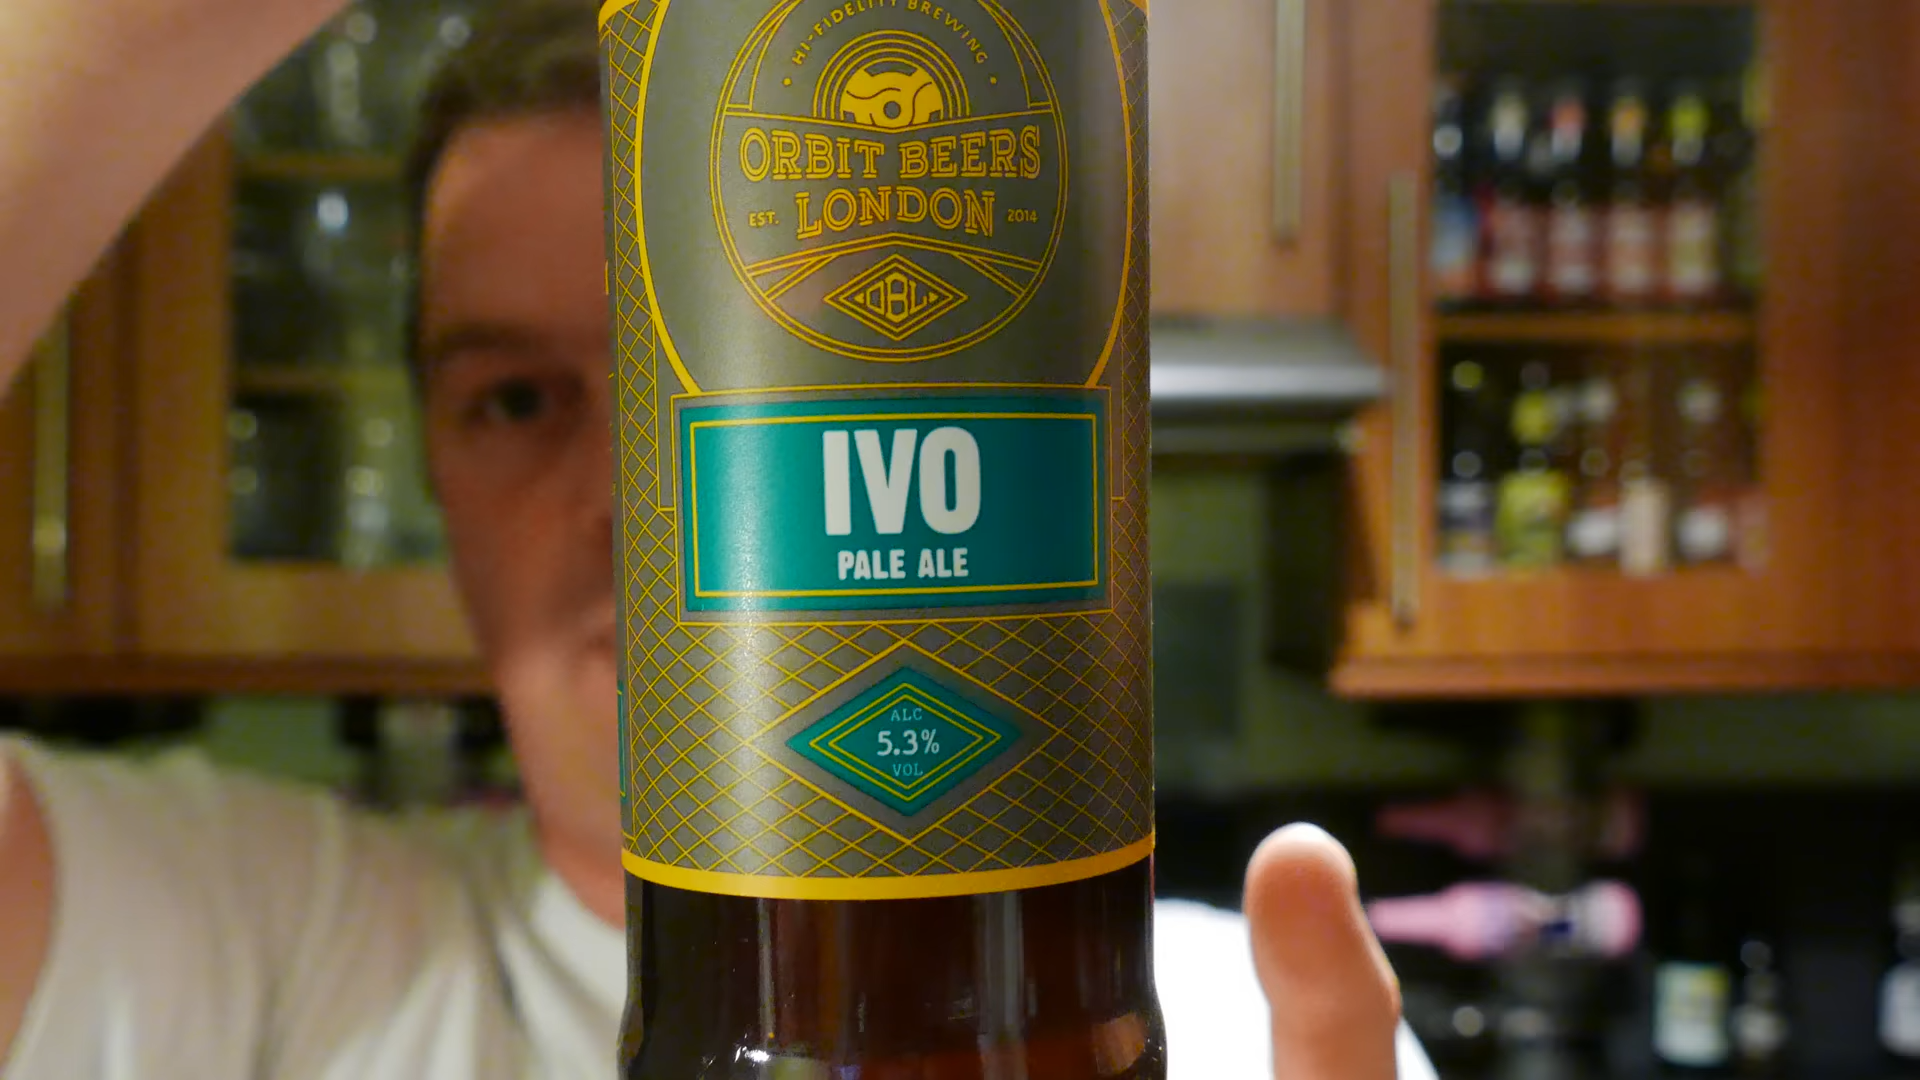 HI-FIDELITY BREWING
ORBIT BEERS
LONDON
EST. 2014
OBL
IVO
PALE ALE
ALC
5.3%
VOL